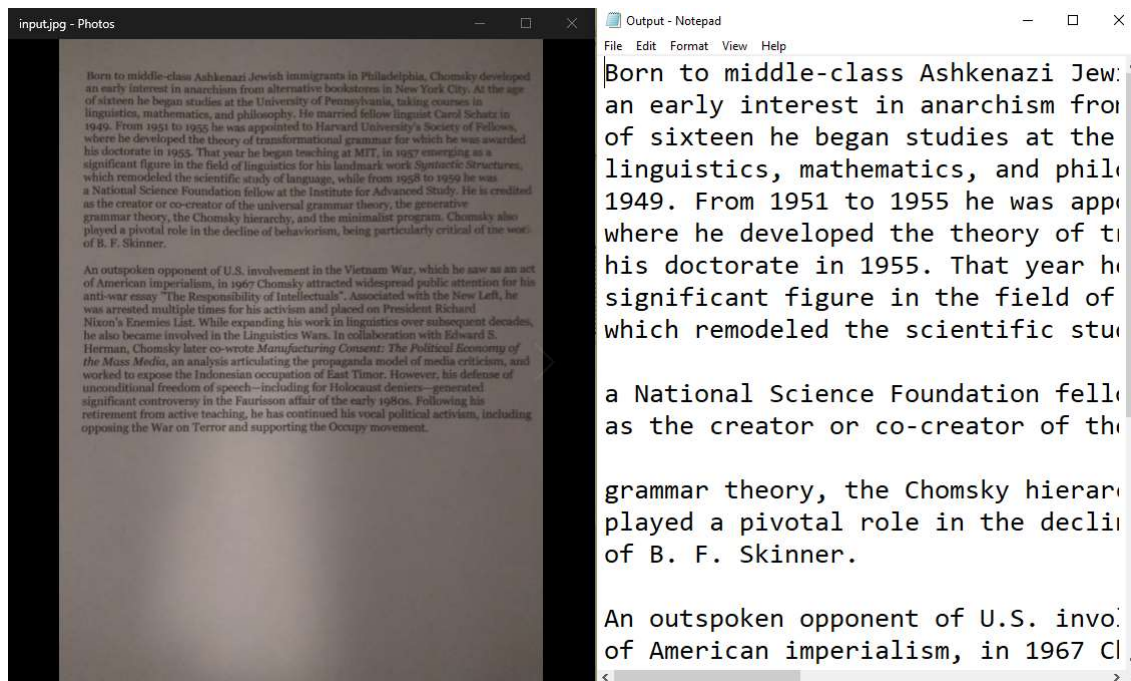 input.jpg - Photos
Born to middle-class Ashkenazi Jewish immigrants in Philadelphia, Chomsky developed
an early interest in anarchism from alternative bookstores in New York City. At the age
of sixteen he began studies at the University of Pennsylvania, taking courses in
linguistics, mathematics, and philosophy. He married fellow linguist Carol Schatz in
1949. From 1951 to 1955 he was appointed to Harvard University's Society of Fellows,
where he developed the theory of transformational grammar for which he was awarded
his doctorate in 1955. That year he began teaching at MIT, in 1957 emerging as a
significant figure in the field of linguistics for his landmark work Syntactic Structures,
which remodeled the scientific study of language, while from 1958 to 1959 he was
a National Science Foundation fellow at the Institute for Advanced Study. He is credited
as the creator or co-creator of the universal grammar theory, the generative
grammar theory, the Chomsky hierarchy, and the minimalist program. Chomsky also
played a pivotal role in the decline of behaviorism, being particularly critical of the
of B. F. Skinner.
An outspoken opponent of U.S. involvement in the Vietnam War, which he saw as an act
of American imperialism, in 1967 Chomsky attracted widespread public attention for his
anti-war essay "The Responsibility of Intellectuals". Associated with the New Left, he
was arrested multiple times for his activism and placed on President Richard
Nixon's Enemies List. While expanding his work in linguistics over subsequent decades,
he also became involved in the Linguistics Wars. In collaboration with Edward S.
Herman, Chomsky later co-wrote Manufacturing Consent: The Political Economy of
the Mass Media, an analysis articulating the propaganda model of media criticism, and
worked to expose the Indonesian occupation of East Timor. However, his defense of
unconditional freedom of speech—including for Holocaust deniers—generated
significant controversy in the Faurisson affair of the early 1980s. Following his
retirement from active teaching, he has continued his vocal political activism, including
opposing the War on Terror and supporting the Occupy movement.
Output - Notepad
File Edit Format View Help
Born to middle-class Ashkenazi
an early interest in anarchism
of sixteen he began studies at the
linguistics, mathematics, and
1949. From 1951 to 1955 he was
where he developed the theory of
his doctorate in 1955. That year
significant figure in the field of
which remodeled the scientific
a National Science Foundation
as the creator or co-creator of
grammar theory, the Chomsky
played a pivotal role in the
of B. F. Skinner.
An outspoken opponent of U.S.
of American imperialism, in 1967